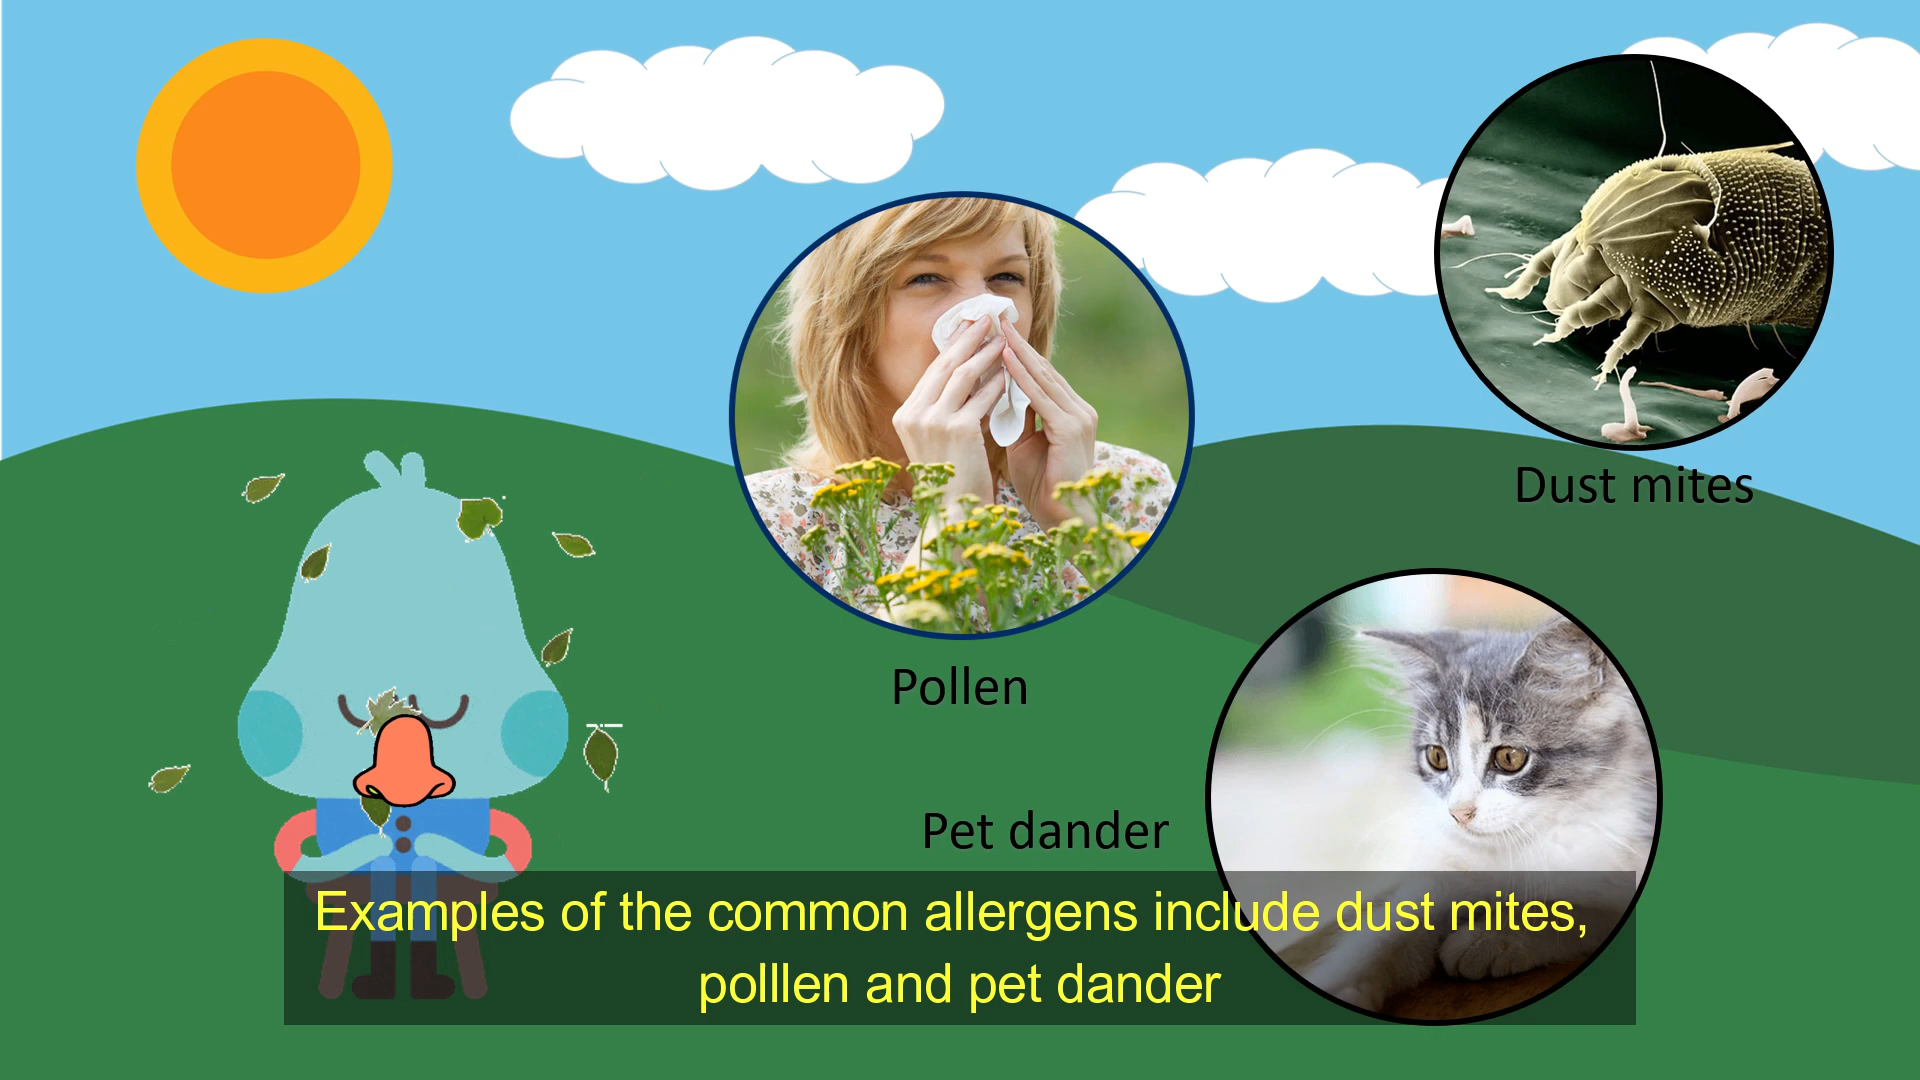 Dust mites
Pollen
Pet dander
Examples of the common allergens include dust mites,
polllen and pet dander